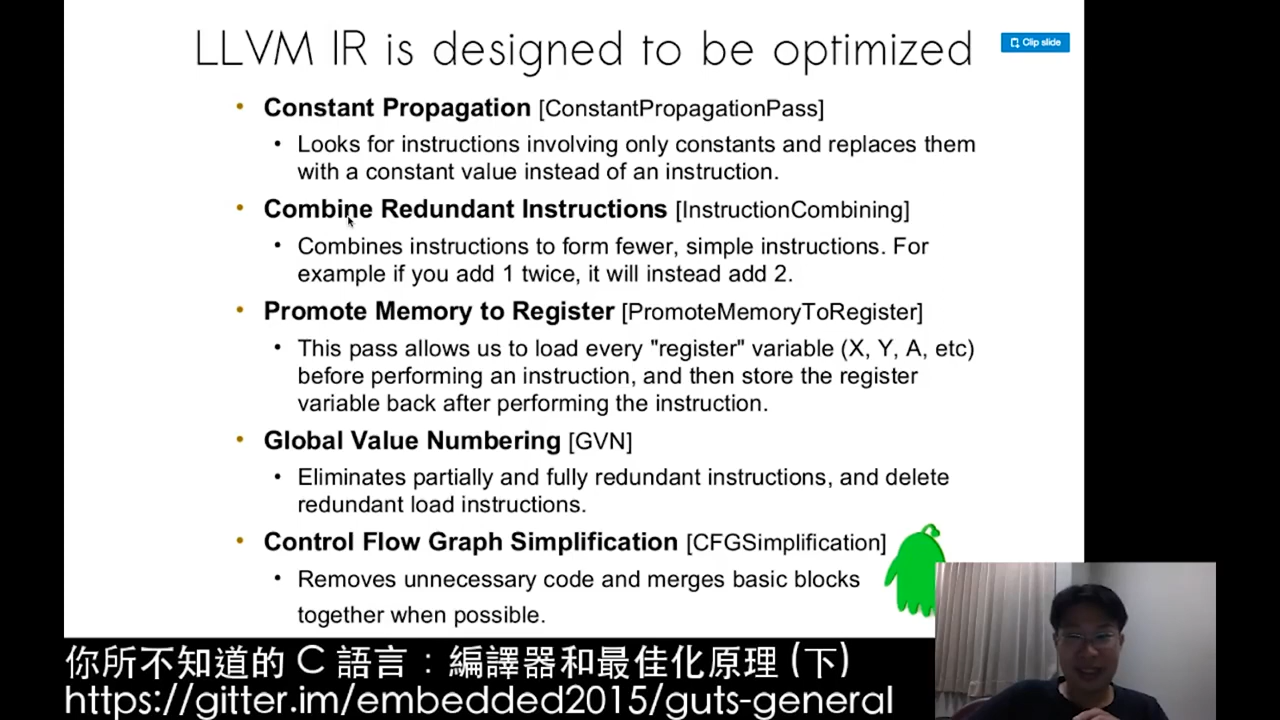 LLVM IR is designed to be optimized
Clip slide
• Constant Propagation [ConstantPropagationPass]
• Looks for instructions involving only constants and replaces them
with a constant value instead of an instruction.
• Combine Redundant Instructions [InstructionCombining]
• Combines instructions to form fewer, simple instructions. For
example if you add 1 twice, it will instead add 2.
• Promote Memory to Register [PromoteMemoryToRegister]
• This pass allows us to load every "register" variable (X, Y, A, etc)
before performing an instruction, and then store the register
variable back after performing the instruction.
• Global Value Numbering [GVN]
• Eliminates partially and fully redundant instructions, and delete
redundant load instructions.
• Control Flow Graph Simplification [CFGSimplification]
• Removes unnecessary code and merges basic blocks
together when possible.
你所不知道的 C 語言：編譯器和最佳化原理 (下)
https://gitter.im/embedded2015/guts-general